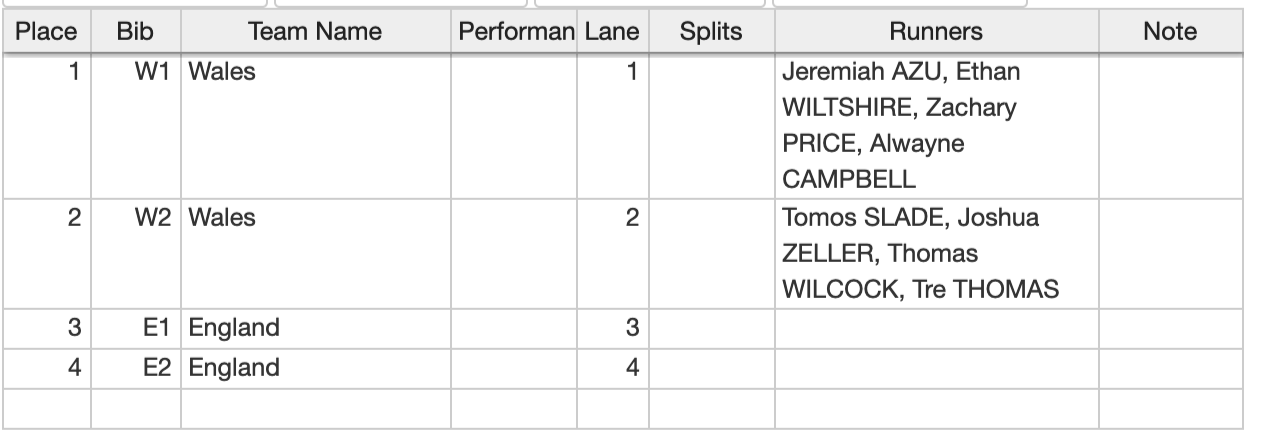 Place Bib Team Name Performan Lane Splits Runners Note
1 W1 Wales 1 Jeremiah AZU, Ethan
WILTSHIRE, Zachary
PRICE, Alwayne
CAMPBELL
2 W2 Wales 2 Tomos SLADE, Joshua
ZELLER, Thomas
WILCOCK, Tre THOMAS
3 E1 England 3
4 E2 England 4